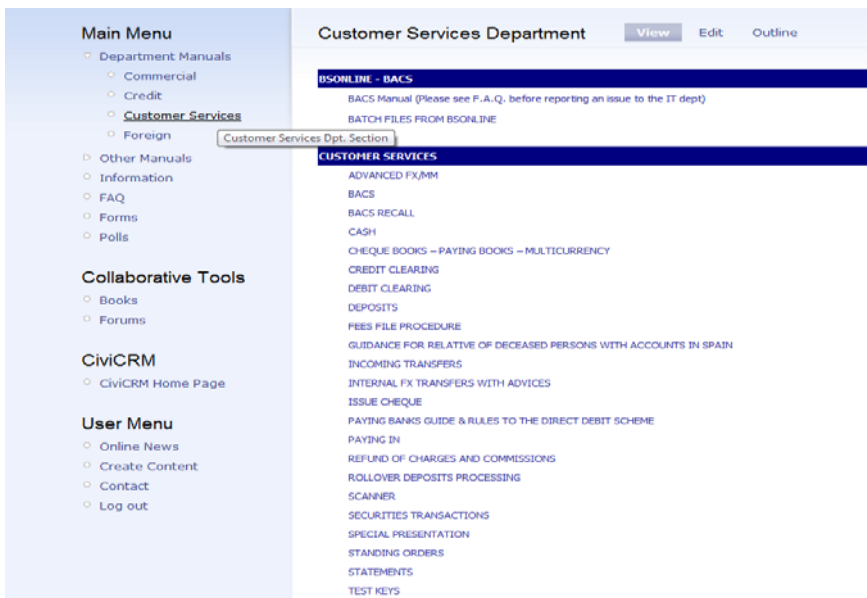 Main Menu
Department Manuals
Commercial
Credit
Customer Services
Foreign
Customer Services Dpt. Section
Other Manuals
Information
FAQ
Forms
Polls
Collaborative Tools
Books
Forums
CiviCRM
CiviCRM Home Page
User Menu
Online News
Create Content
Contact
Log out
Customer Services Department View Edit Outline
BSONLINE - BACS
BACS Manual (Please see F.A.Q. before reporting an issue to the IT dept)
BATCH FILES FROM BSONLINE
CUSTOMER SERVICES
ADVANCED FX/MM
BACS
BACS RECALL
CASH
CHEQUE BOOKS – PAYING BOOKS – MULTICURRENCY
CREDIT CLEARING
DEBIT CLEARING
DEPOSITS
FEES FILE PROCEDURE
GUIDANCE FOR RELATIVE OF DECEASED PERSONS WITH ACCOUNTS IN SPAIN
INCOMING TRANSFERS
INTERNAL FX TRANSFERS WITH ADVICES
ISSUE CHEQUE
PAYING BANKS GUIDE & RULES TO THE DIRECT DEBIT SCHEME
PAYING IN
REFUND OF CHARGES AND COMMISSIONS
ROLLOVER DEPOSITS PROCESSING
SCANNER
SECURITIES TRANSACTIONS
SPECIAL PRESENTATION
STANDING ORDERS
STATEMENTS
TEST KEYS